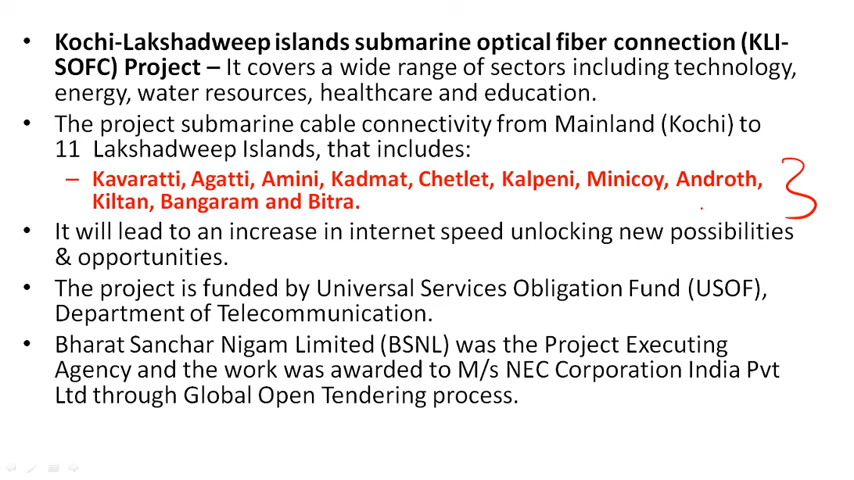 • Kochi-Lakshadweep islands submarine optical fiber connection (KLI-
SOFC) Project – It covers a wide range of sectors including technology,
energy, water resources, healthcare and education.
• The project submarine cable connectivity from Mainland (Kochi) to
11 Lakshadweep Islands, that includes:
– Kavaratti, Agatti, Amini, Kadmat, Chetlet, Kalpeni, Minicoy, Androth,
Kiltan, Bangaram and Bitra.
• It will lead to an increase in internet speed unlocking new possibilities
& opportunities.
• The project is funded by Universal Services Obligation Fund (USOF),
Department of Telecommunication.
• Bharat Sanchar Nigam Limited (BSNL) was the Project Executing
Agency and the work was awarded to M/s NEC Corporation India Pvt
Ltd through Global Open Tendering process.